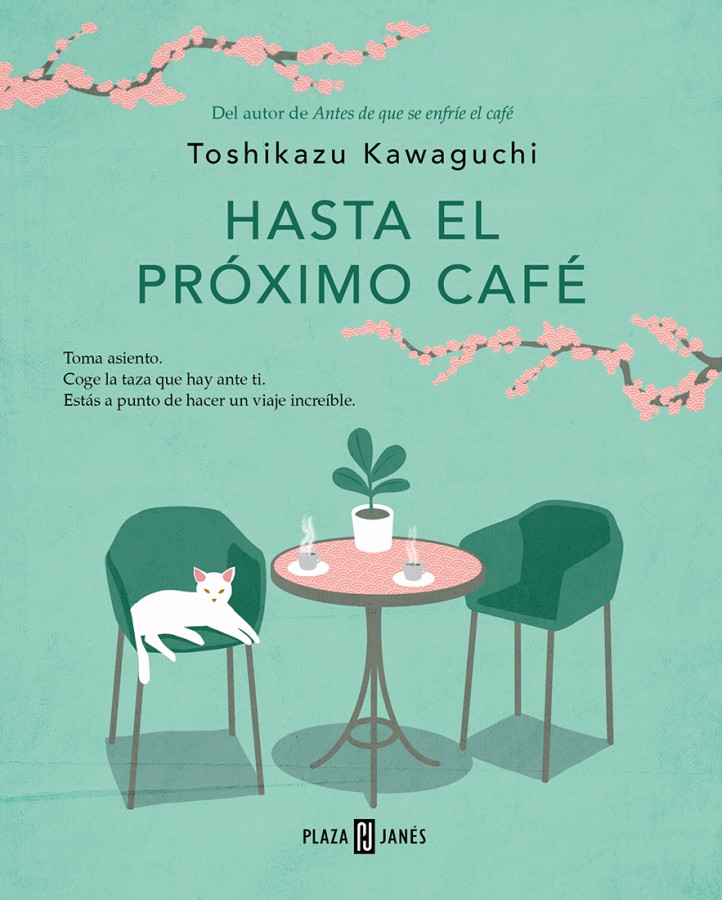 Del autor de Antes de que se enfríe el café
Toshikazu Kawaguchi
HASTA EL
PRÓXIMO CAFÉ
Toma asiento.
Coge la taza que hay ante ti.
Estás a punto de hacer un viaje increíble.
PLAZA PJ JANÉS